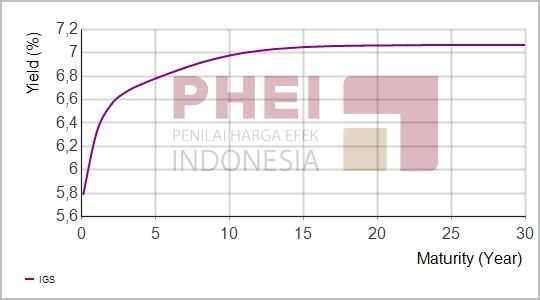 Yield (%)
7,2
7
6,8
6,6
6,4
6,2
6
5,8
5,6
PHEI
PENILAI HARGA EFEK
INDONESIA
0 5 10 15 20 25 30
Maturity (Year)
IGS